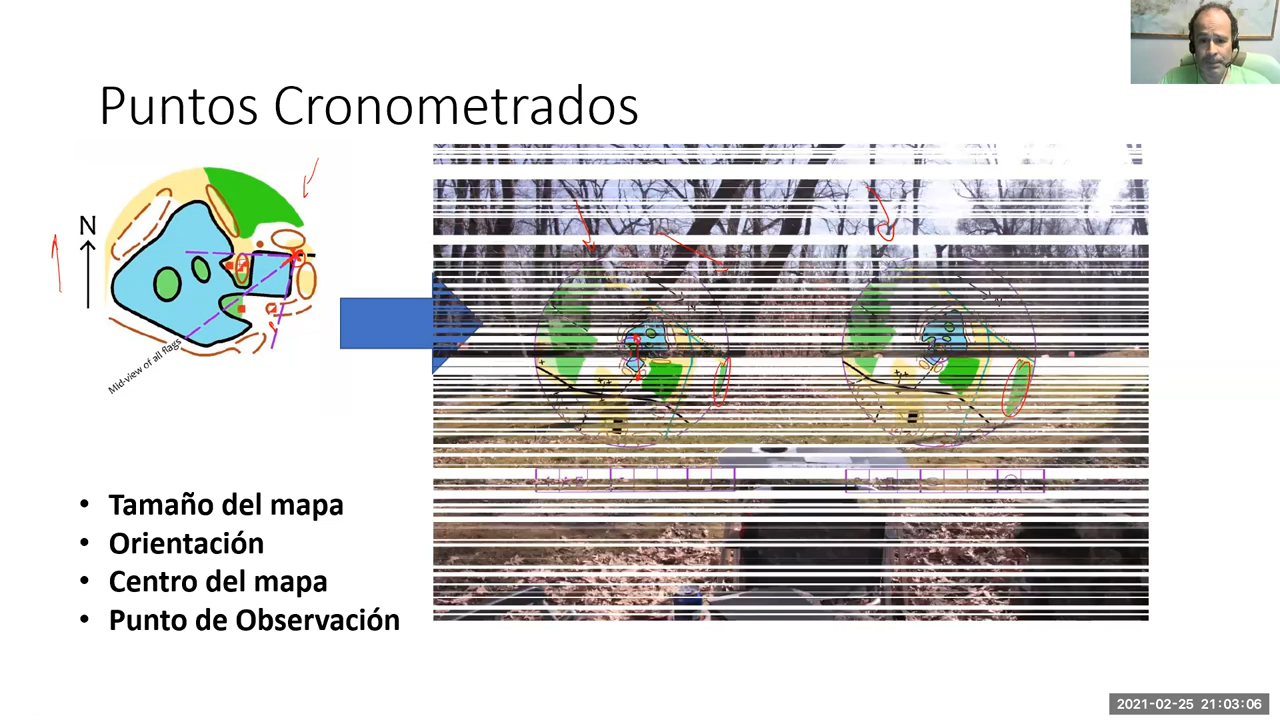 Puntos Cronometrados
N
Mid-view of all flags
• Tamaño del mapa
• Orientación
• Centro del mapa
• Punto de Observación
2021-02-25 21:03:06